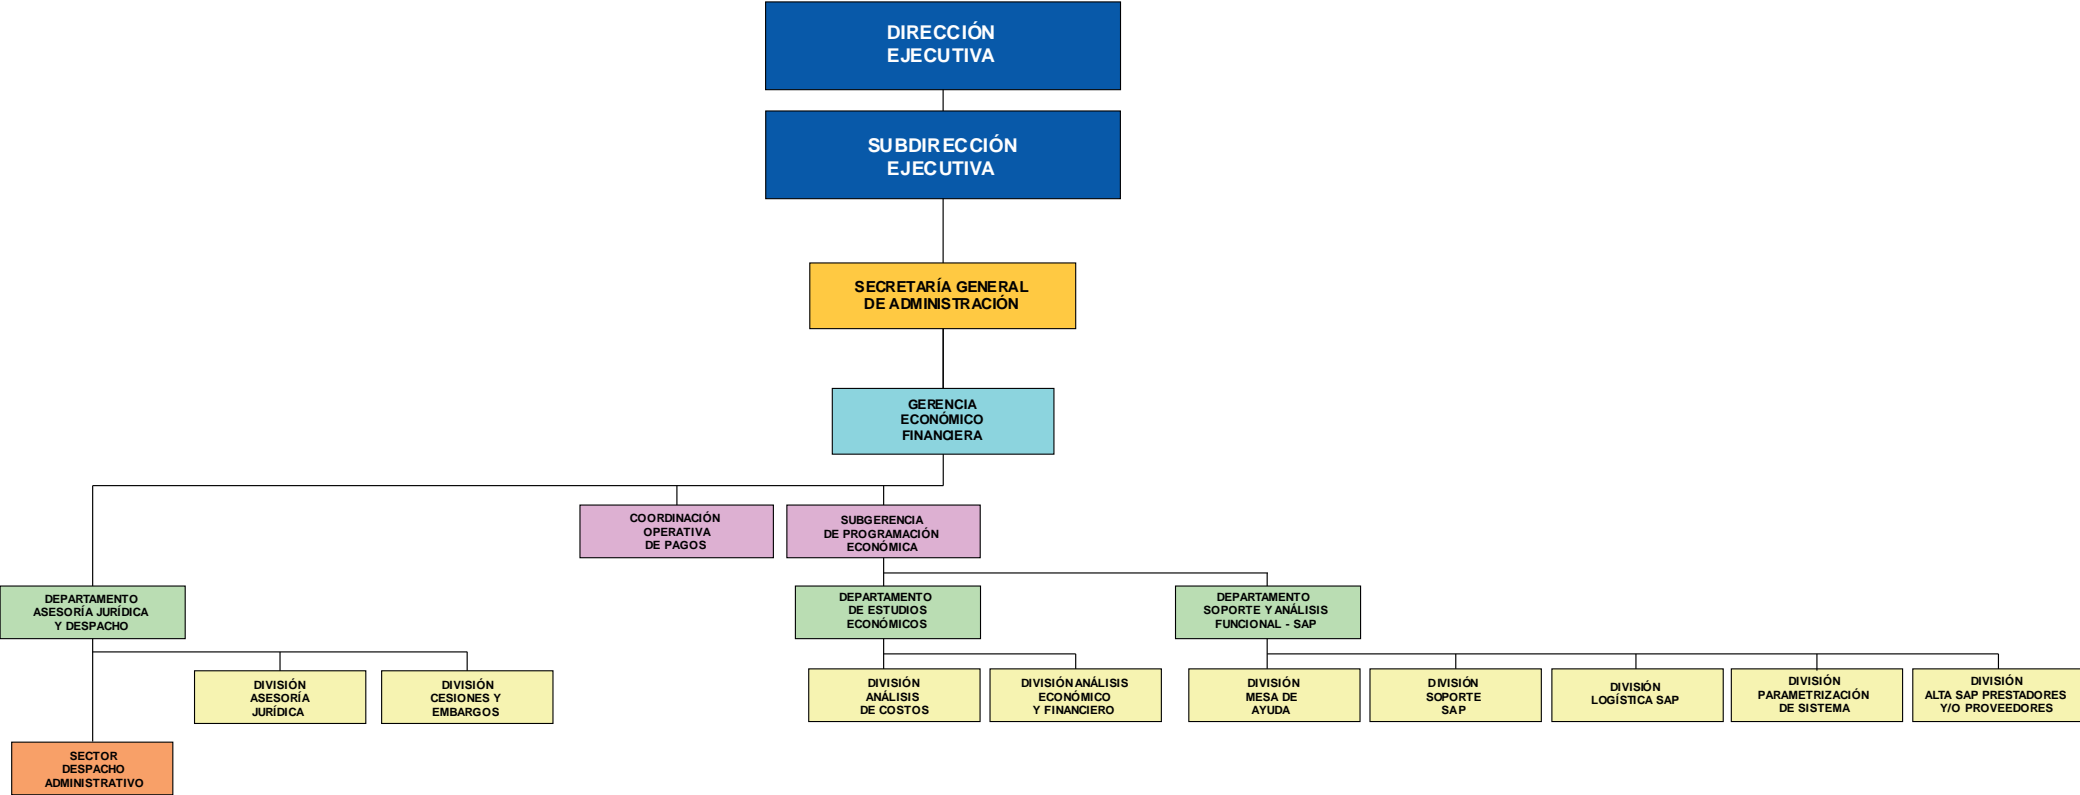 DIRECCIÓN
EJECUTIVA
SUBDIRECCIÓN
EJECUTIVA
SECRETARÍA GENERAL
DE ADMINISTRACIÓN
GERENCIA
ECONÓMICO
FINANCIERA
COORDINACIÓN
OPERATIVA
DE PAGOS
SUBGERENCIA
DE PROGRAMACIÓN
ECONÓMICA
DEPARTAMENTO
ASESORÍA JURÍDICA
Y DESPACHO
DEPARTAMENTO
DE ESTUDIOS
ECONÓMICOS
DEPARTAMENTO
SOPORTE Y ANÁLISIS
FUNCIONAL - SAP
DIVISIÓN
ASESORÍA
JURÍDICA
DIVISIÓN
CESIONES Y
EMBARGOS
DIVISIÓN
ANÁLISIS
DE COSTOS
DIVISIÓN ANÁLISIS
ECONÓMICO
Y FINANCIERO
DIVISIÓN
MESA DE
AYUDA
DIVISIÓN
SOPORTE
SAP
DIVISIÓN
LOGÍSTICA SAP
DIVISIÓN
PARAMETRIZACIÓN
DE SISTEMA
DIVISIÓN
ALTA SAP PRESTADORES
Y/O PROVEEDORES
SECTOR
DESPACHO
ADMINISTRATIVO